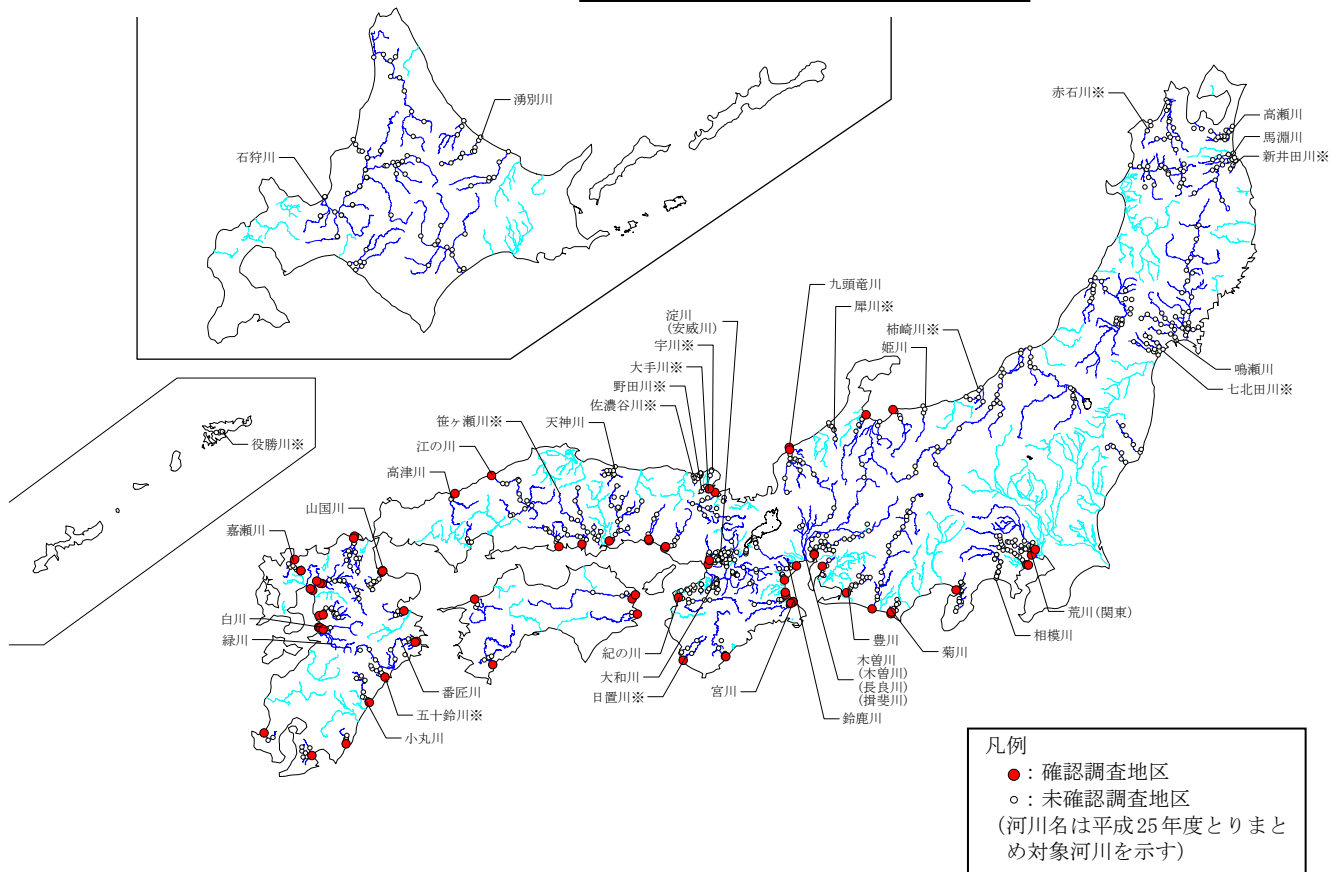 湧別川
石狩川
赤石川※
高瀬川
馬淵川
新井田川※
九頭竜川
犀川※
柿崎川※
姫川
淀川
(安威川)
宇川※
大手川※
野田川※
佐濃谷川※
天神川
笹ヶ瀬川※
江の川
高津川
山国川
嘉瀬川
役勝川※
鳴瀬川
七北田川※
白川
緑川
番匠川
五十鈴川※
小丸川
紀の川
大和川
日置川※
宮川
豊川
木曽川
(木曽川)
(長良川)
(揖斐川)
鈴鹿川
菊川
相模川
荒川(関東)
凡例
●：確認調査地区
○：未確認調査地区
(河川名は平成25年度とりまと
め対象河川を示す)